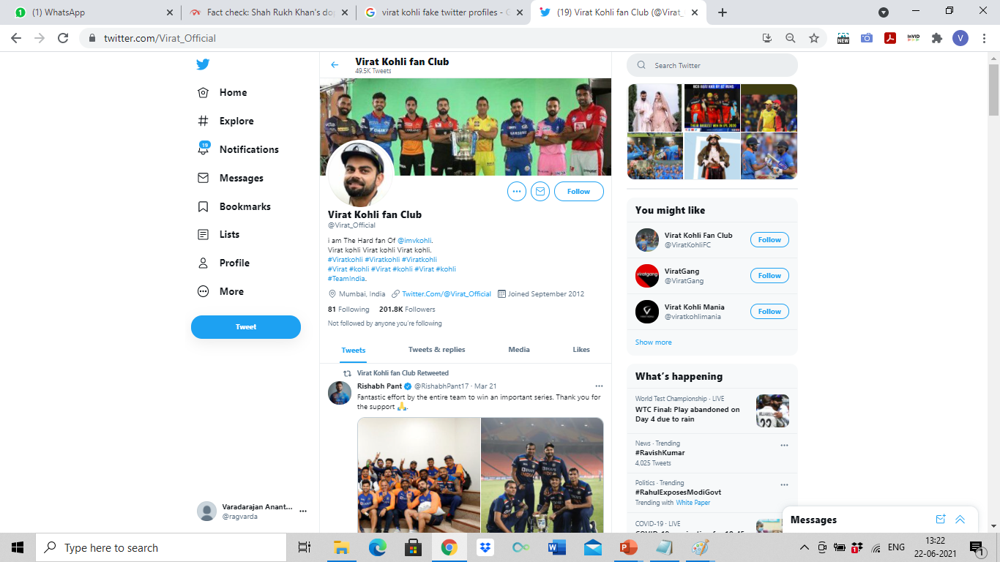 (1) WhatsApp
Fact check: Shah Rukh Khan's do
virat kohli fake twitter profiles - G
(19) Virat Kohli fan Club (@Virat_
twitter.com/Virat_Official
NEW
InVID
V
Virat Kohli fan Club
49.5K Tweets
Search Twitter
Home
Explore
19
Notifications
Messages
Bookmarks
Lists
Profile
More
Tweet
Follow
Virat Kohli fan Club
@Virat_Official
i am The Hard fan Of @imvkohli.
Virat kohli Virat kohli Virat kohli.
#Viratkohli #Viratkohli #Viratkohli
#Virat #kohli #Virat #kohli #Virat #kohli
#TeamIndia.
Mumbai, India Twitter.Com/@Virat_Official Joined September 2012
81 Following 201.8K Followers
Not followed by anyone you're following
Tweets Tweets & replies Media Likes
Virat Kohli fan Club Retweeted
Rishabh Pant @RishabhPant17 · Mar 21
Fantastic effort by the entire team to win an important series. Thank you for
the support 🙏.
You might like
Virat Kohli Fan Club
@ViratKohliFC
Follow
ViratGang
@ViratGang
Follow
Virat Kohli Mania
@viratkohlimania
Follow
Show more
What's happening
World Test Championship · LIVE
WTC Final: Play abandoned on
Day 4 due to rain
News · Trending
#RavishKumar
4,025 Tweets
Politics · Trending
#RahulExposesModiGovt
Trending with White Paper
COVID-19 · LIVE
Messages
Varadarajan Anant...
@ragvarda
Type here to search
ENG
13:22
22-06-2021
1